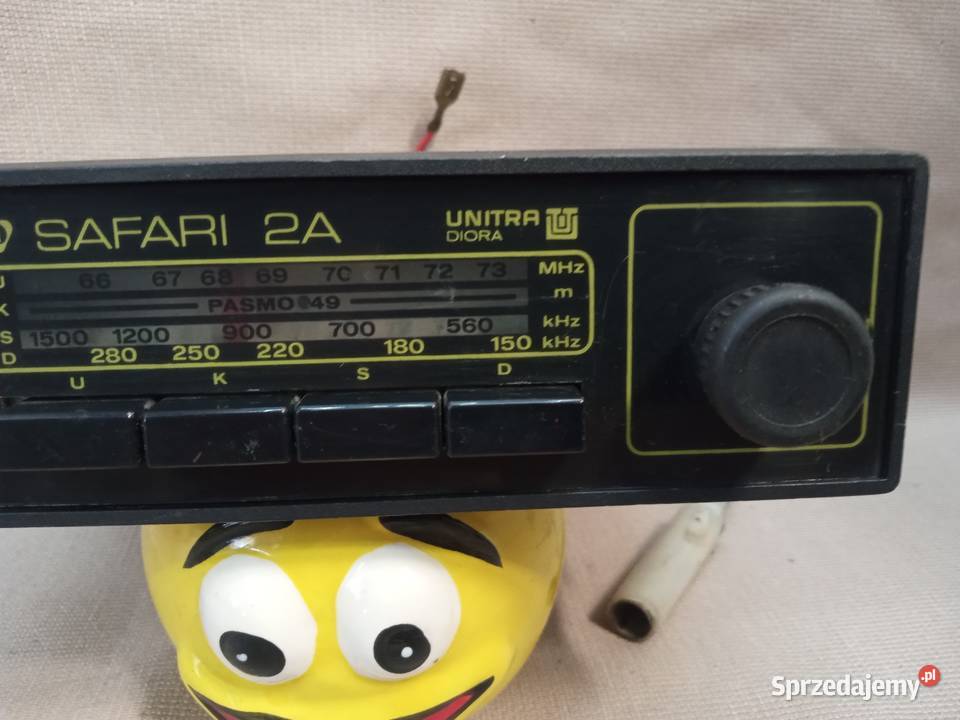 SAFARI 2A
UNITRA
DIORA
66 67 68 69 70 71 72 73 MHz
K PASMO 49 m
S 1500 1200 900 700 560 kHz
D 280 250 220 180 150 kHz
U K S D
Sprzedajemy.pl